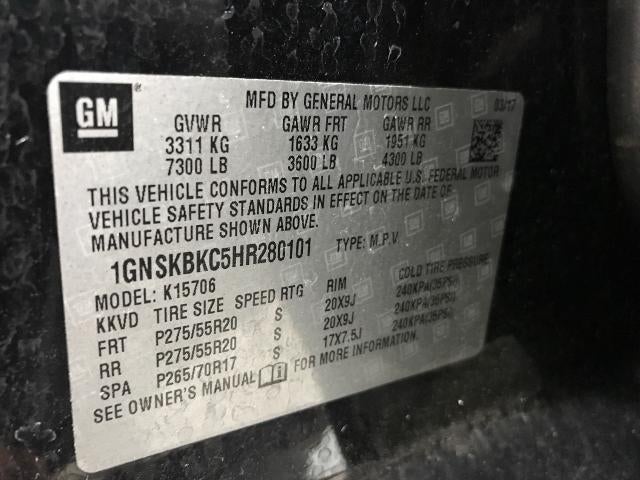 GM ®
MFD BY GENERAL MOTORS LLC 03/17
GVWR GAWR FRT GAWR RR
3311 KG 1633 KG 1951 KG
7300 LB 3600 LB 4300 LB
THIS VEHICLE CONFORMS TO ALL APPLICABLE U.S. FEDERAL MOTOR
VEHICLE SAFETY STANDARDS IN EFFECT ON THE DATE OF
MANUFACTURE SHOWN ABOVE.
1GNSKBKC5HR280101 TYPE: M.P.V
MODEL: K15706
KKVD TIRE SIZE SPEED RTG RIM COLD TIRE PRESSURE
FRT P275/55R20 S 20X9J 240KPA(35PSI)
RR P275/55R20 S 20X9J 240KPA(35PSI)
SPA P265/70R17 S 17X7.5J 240KPA(35PSI)
SEE OWNER'S MANUAL FOR MORE INFORMATION.